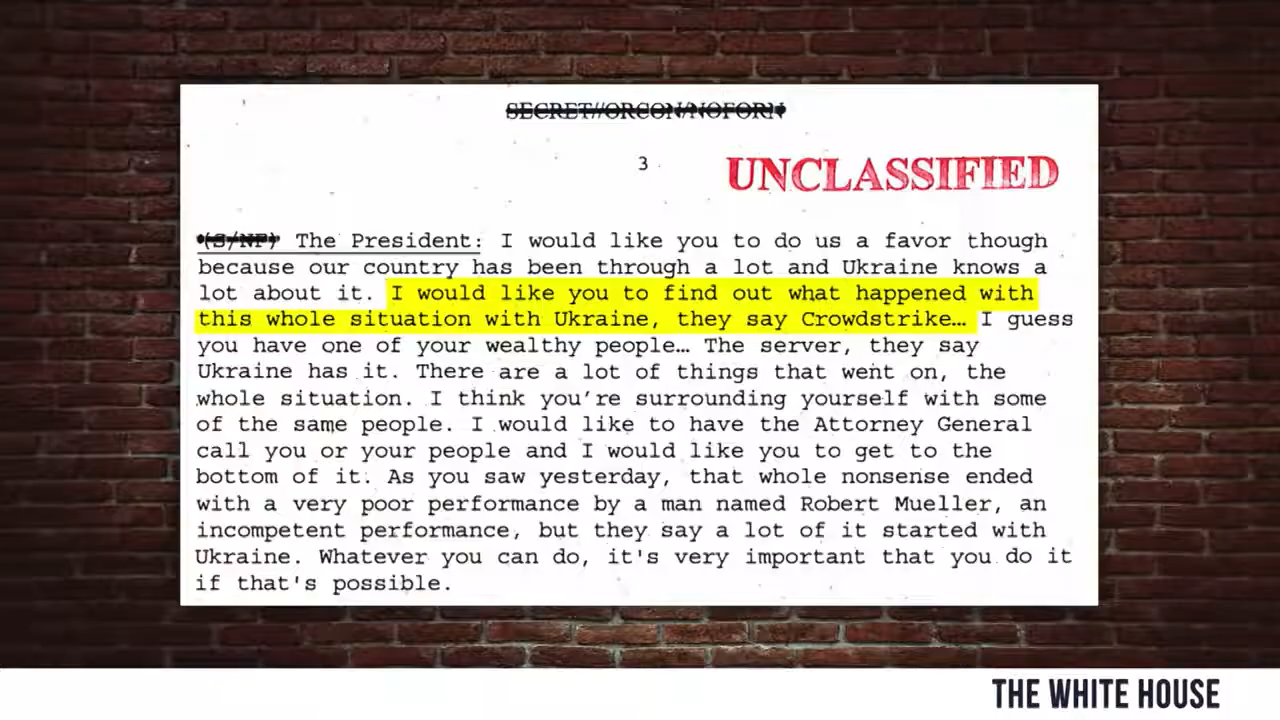 SECRET//ORCON/NOFORN
3
UNCLASSIFIED
(S/NF) The President: I would like you to do us a favor though
because our country has been through a lot and Ukraine knows a
lot about it. I would like you to find out what happened with
this whole situation with Ukraine, they say Crowdstrike… I guess
you have one of your wealthy people… The server, they say
Ukraine has it. There are a lot of things that went on, the
whole situation. I think you're surrounding yourself with some
of the same people. I would like to have the Attorney General
call you or your people and I would like you to get to the
bottom of it. As you saw yesterday, that whole nonsense ended
with a very poor performance by a man named Robert Mueller, an
incompetent performance, but they say a lot of it started with
Ukraine. Whatever you can do, it's very important that you do it
if that's possible.
THE WHITE HOUSE